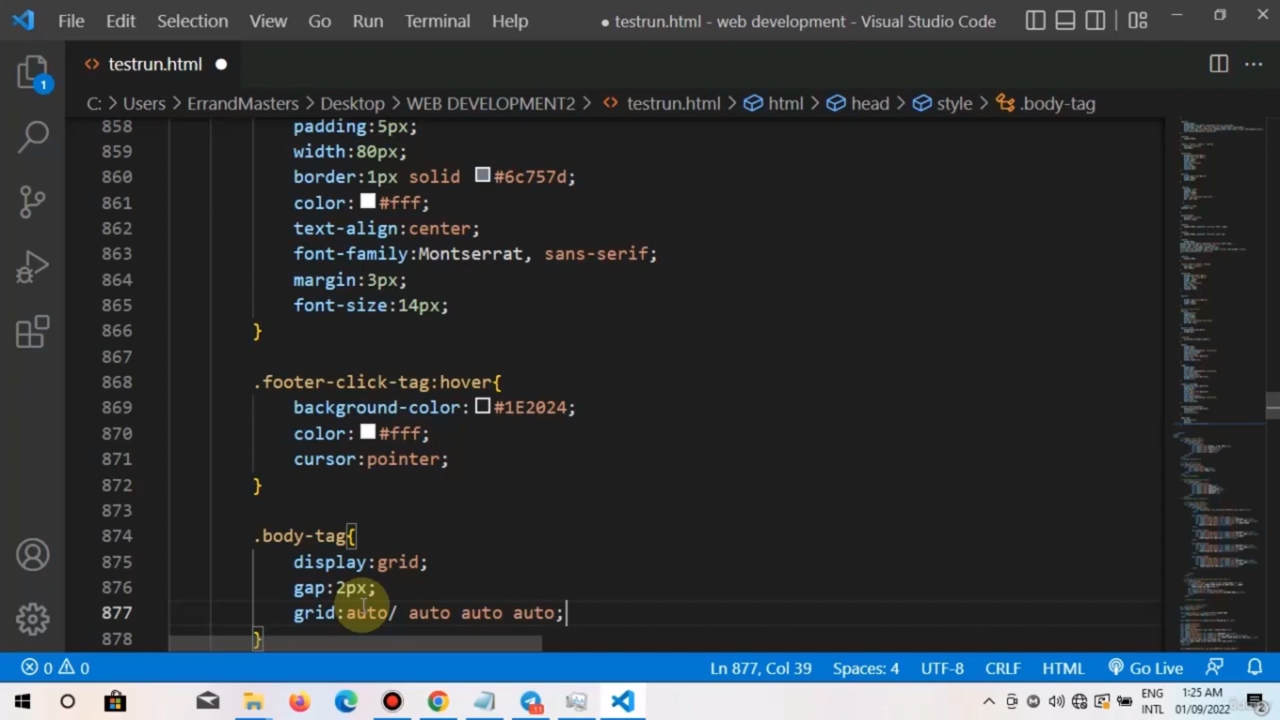 File Edit Selection View Go Run Terminal Help ● testrun.html - web development - Visual Studio Code
testrun.html
C: > Users > ErrandMasters > Desktop > WEB DEVELOPMENT2 > testrun.html > html > head > style > .body-tag
1
858 padding:5px;
859 width:80px;
860 border:1px solid #6c757d;
861 color: #fff;
862 text-align:center;
863 font-family:Montserrat, sans-serif;
864 margin:3px;
865 font-size:14px;
866 }
867
868 .footer-click-tag:hover{
869 background-color: #1E2024;
870 color: #fff;
871 cursor:pointer;
872 }
873
874 .body-tag{
875 display:grid;
876 gap:2px;
877 grid:auto/ auto auto auto;
878 }
0 0 Ln 877, Col 39 Spaces: 4 UTF-8 CRLF HTML Go Live
11 ENG 1:25 AM
INTL 01/09/2022 2